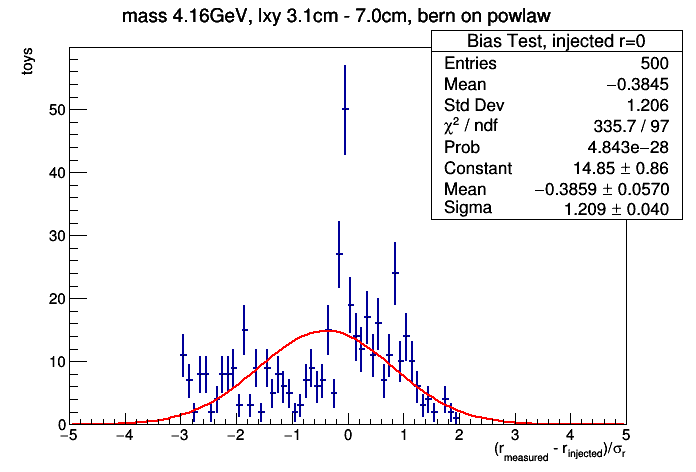 mass 4.16GeV, lxy 3.1cm - 7.0cm, bern on powlaw
Bias Test, injected r=0
Entries 500
Mean −0.3845
Std Dev 1.206
χ² / ndf 335.7 / 97
Prob 4.843e−28
Constant 14.85 ± 0.86
Mean −0.3859 ± 0.0570
Sigma 1.209 ± 0.040
toys
50
40
30
20
10
0
−5 −4 −3 −2 −1 0 1 2 3 4 5
(r_measured - r_injected)/σ_r